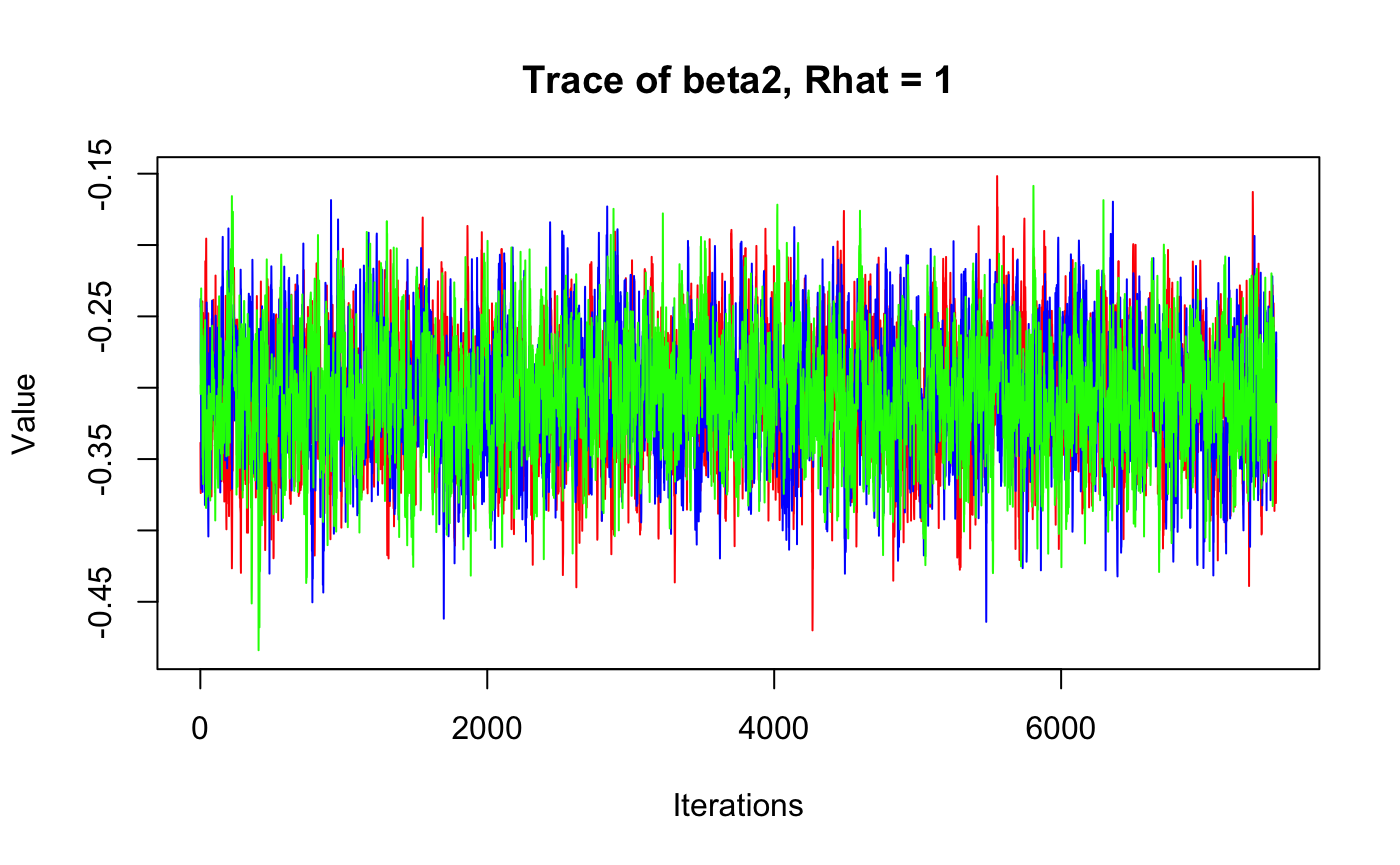 Trace of beta2, Rhat = 1
Value
-0.15
-0.25
-0.35
-0.45
0 2000 4000 6000
Iterations